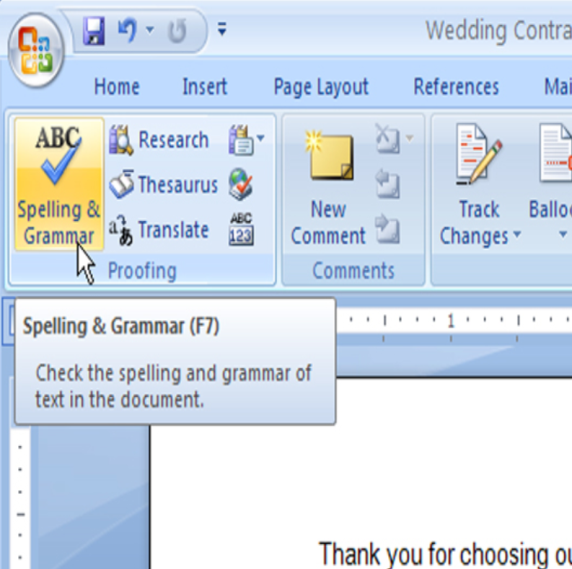 Wedding Contra
Home Insert Page Layout References Mai
ABC Research
Spelling & Thesaurus New Track Balloo
Grammar Translate ABC 123 Comment Changes
Proofing Comments
1
Spelling & Grammar (F7)
Check the spelling and grammar of
text in the document.
Thank you for choosing ou